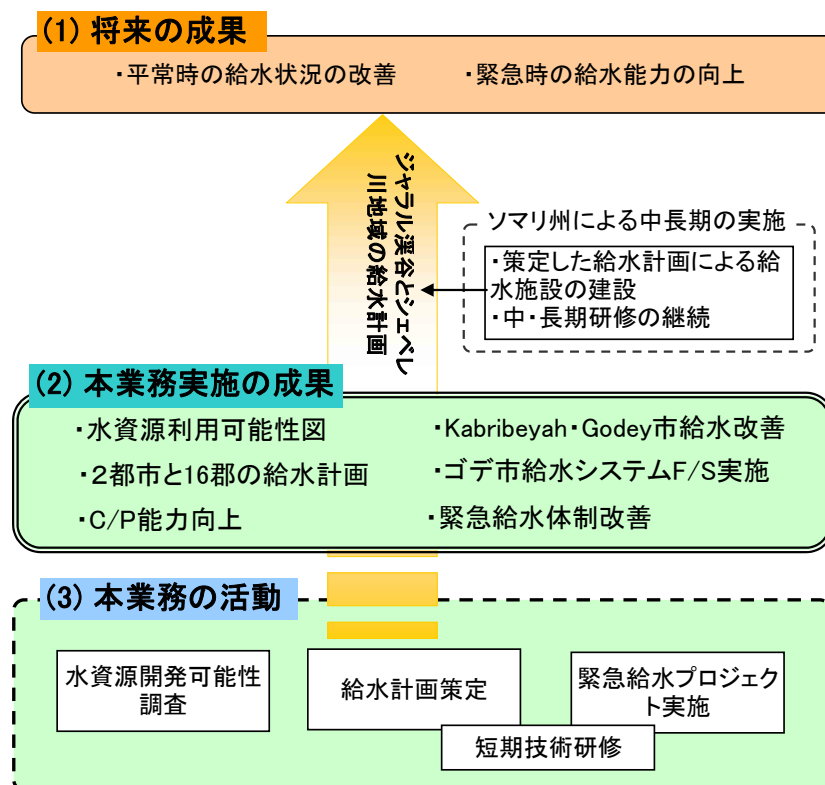 (1) 将来の成果
・平常時の給水状況の改善 ・緊急時の給水能力の向上
ジャラル渓谷とシェベレ
川地域の給水計画
ソマリ州による中長期の実施
・策定した給水計画による給
水施設の建設
・中・長期研修の継続
(2) 本業務実施の成果
・水資源利用可能性図 ・Kabribeyah・Godey市給水改善
・２都市と16郡の給水計画 ・ゴデ市給水システムF/S実施
・C/P能力向上 ・緊急給水体制改善
(3) 本業務の活動
水資源開発可能性
調査
給水計画策定
緊急給水プロジェク
ト実施
短期技術研修